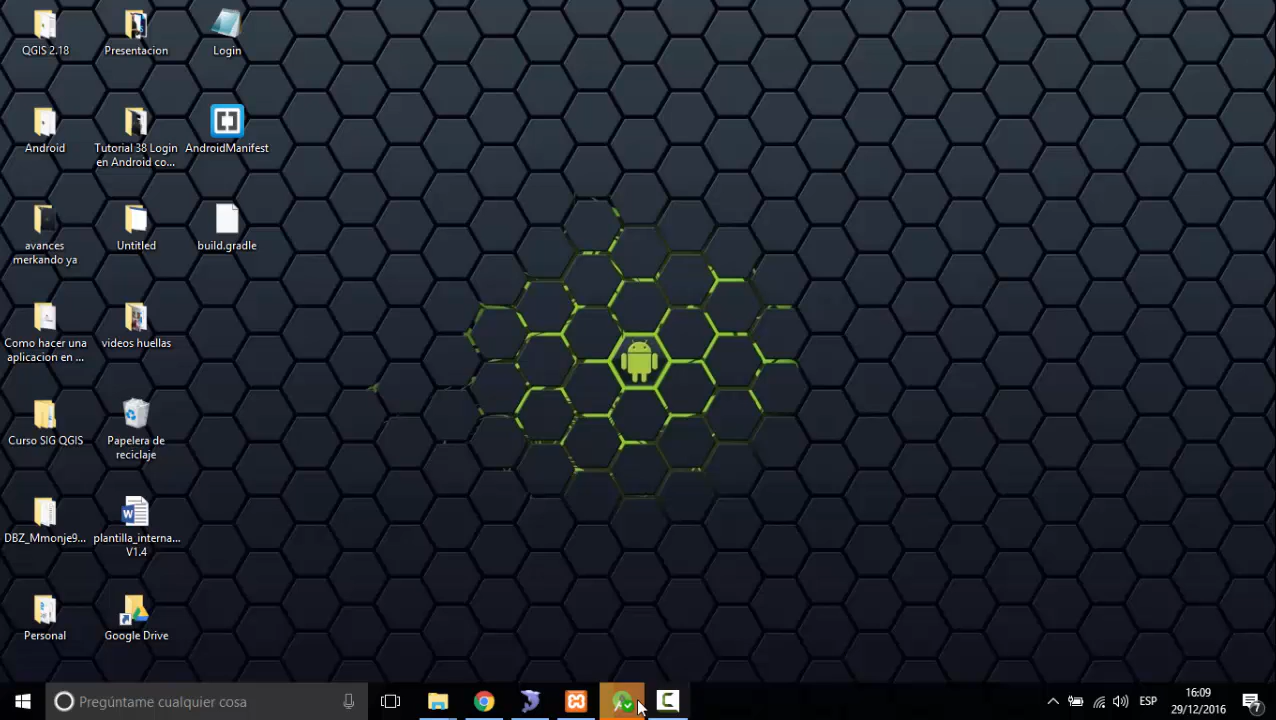 QGIS 2.18
Presentacion
Login
Android
Tutorial 38 Login
en Android co...
AndroidManifest
avances
merkando ya
Untitled
build.gradle
Como hacer una
aplicacion en ...
videos huellas
Curso SIG QGIS
Papelera de
reciclaje
DBZ_Mmonje9...
plantilla_interna...
V1.4
Personal
Google Drive
Pregúntame cualquier cosa
ESP
16:09
29/12/2016
7